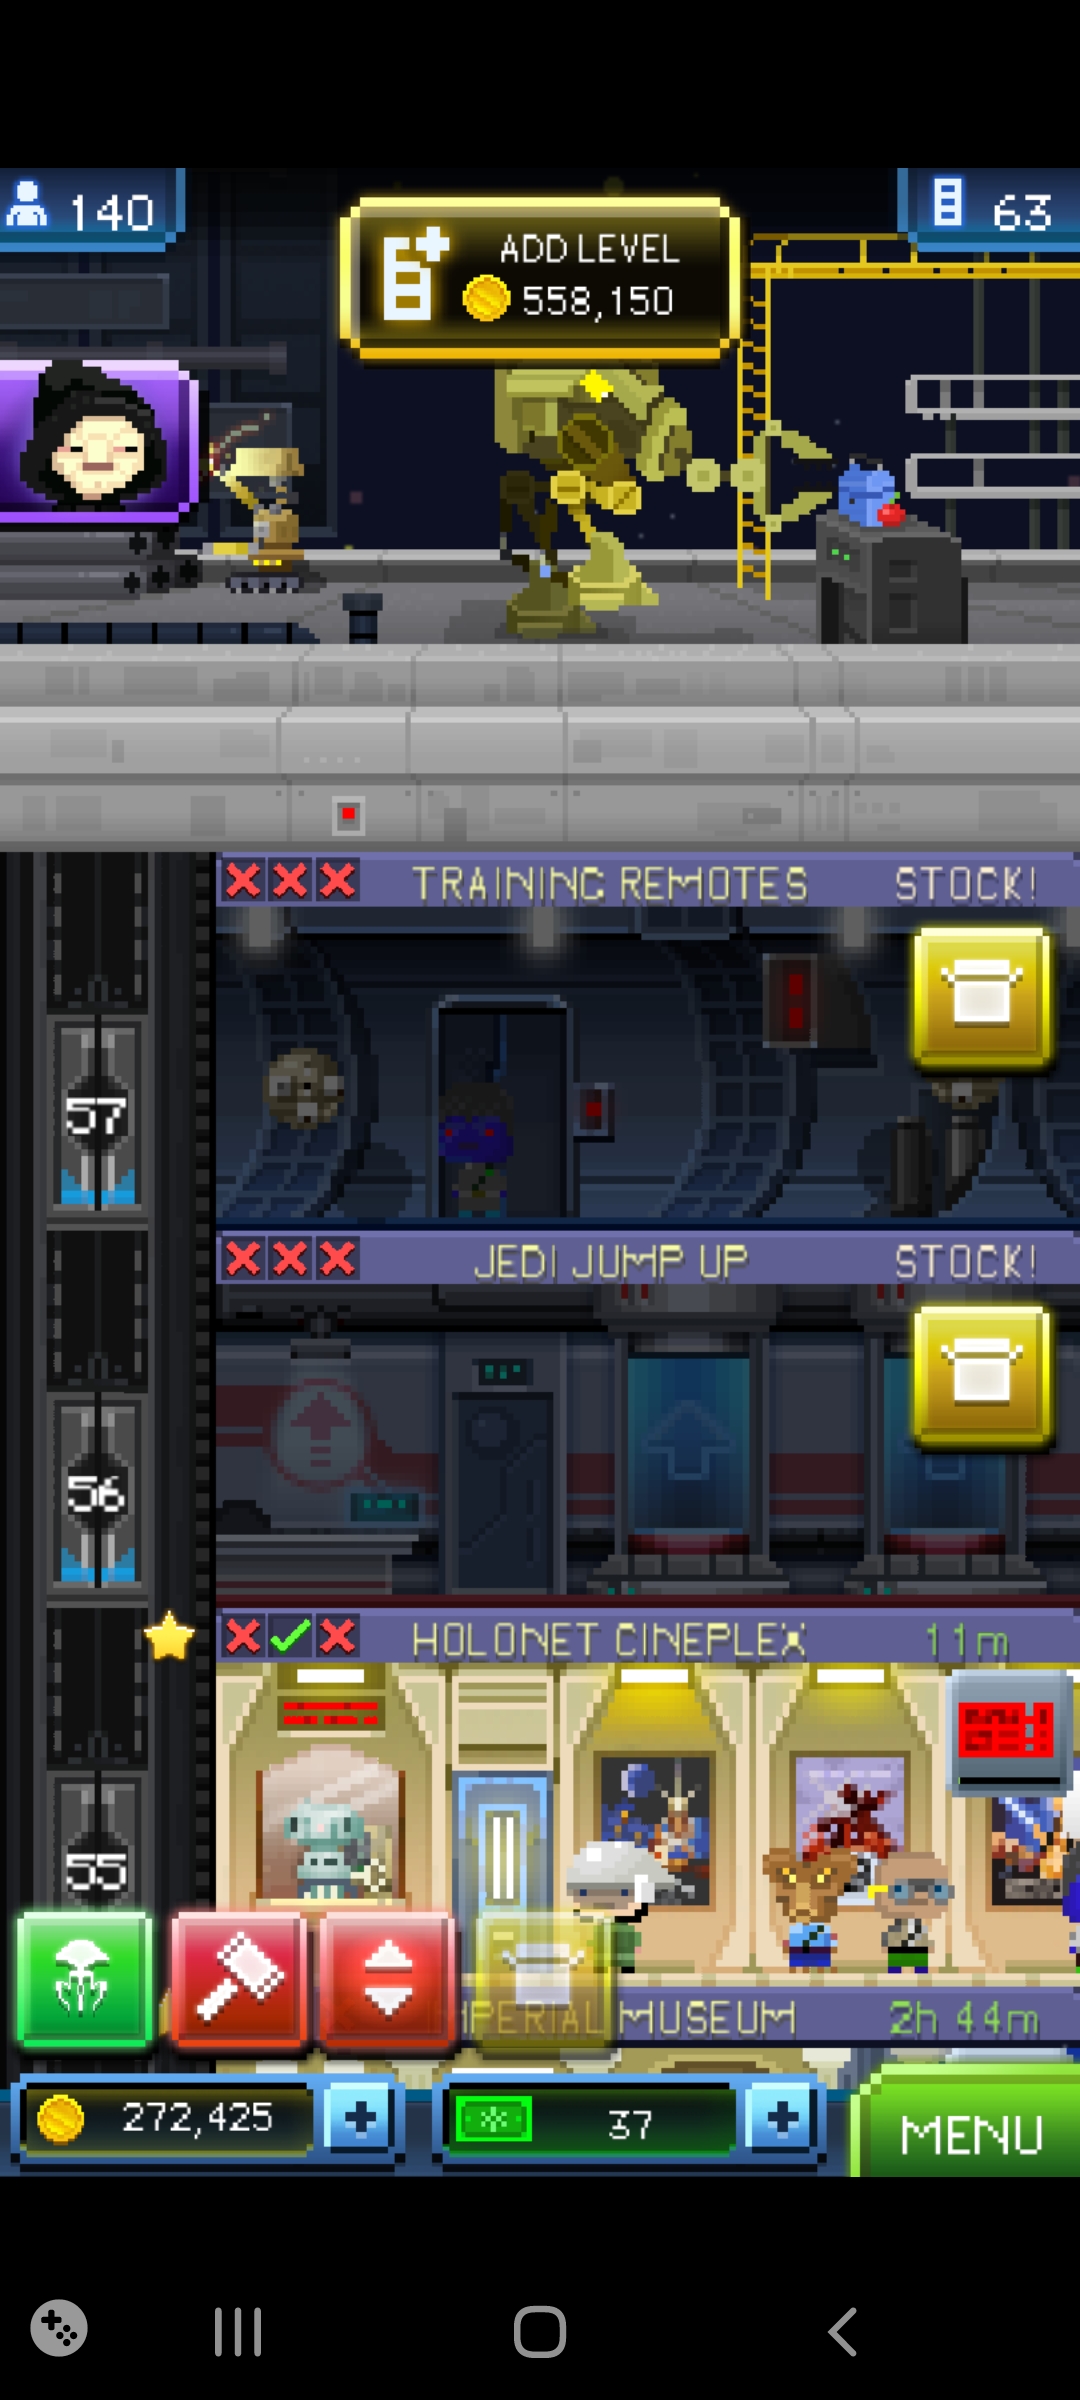 140
ADD LEVEL
558,150
63
TRAINING REMOTES STOCK!
57
JEDI JUMP UP STOCK!
56
HOLONET CINEPLEX 11m
55
IMPERIAL MUSEUM 2h 44m
272,425
37
MENU